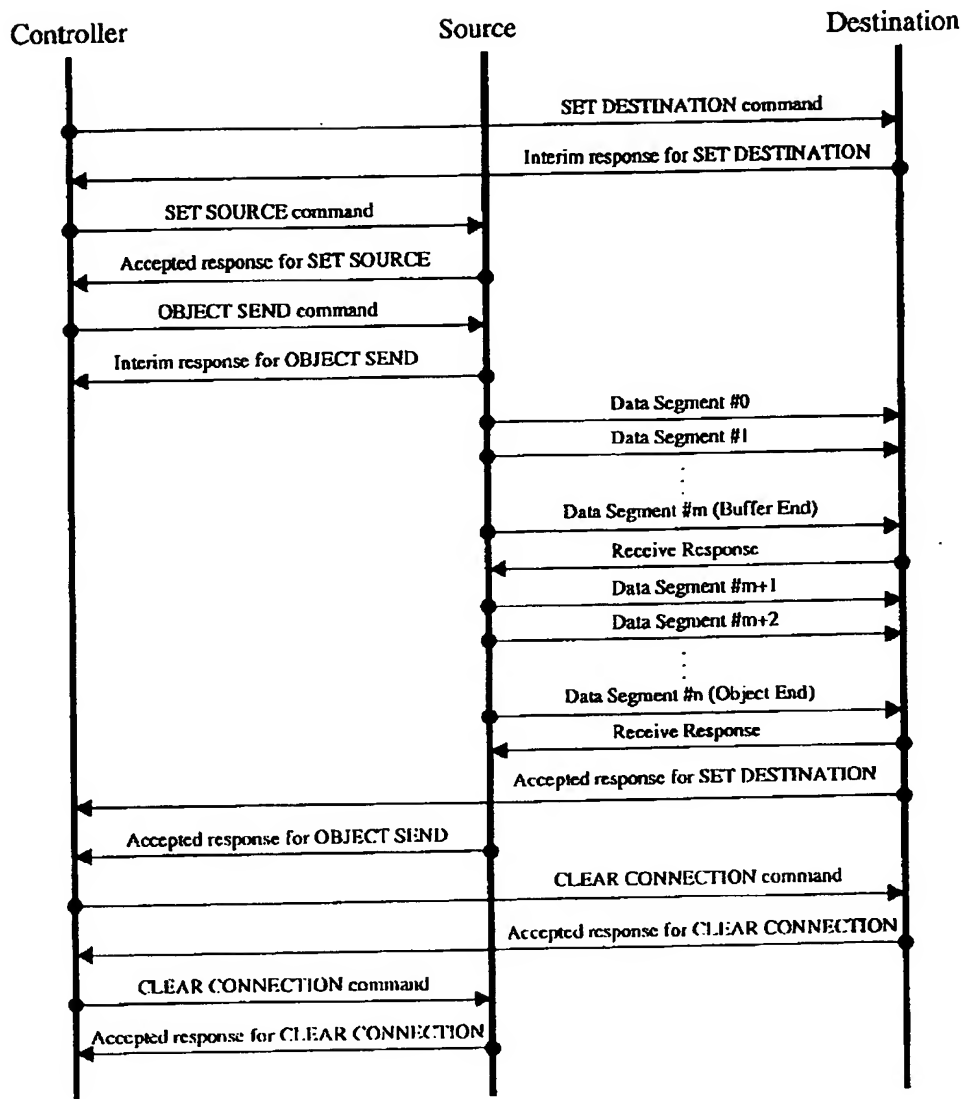 Controller
Source
Destination
SET DESTINATION command
Interim response for SET DESTINATION
SET SOURCE command
Accepted response for SET SOURCE
OBJECT SEND command
Interim response for OBJECT SEND
Data Segment #0
Data Segment #1
Data Segment #m (Buffer End)
Receive Response
Data Segment #m+1
Data Segment #m+2
Data Segment #n (Object End)
Receive Response
Accepted response for SET DESTINATION
Accepted response for OBJECT SEND
CLEAR CONNECTION command
Accepted response for CLEAR CONNECTION
CLEAR CONNECTION command
Accepted response for CLEAR CONNECTION